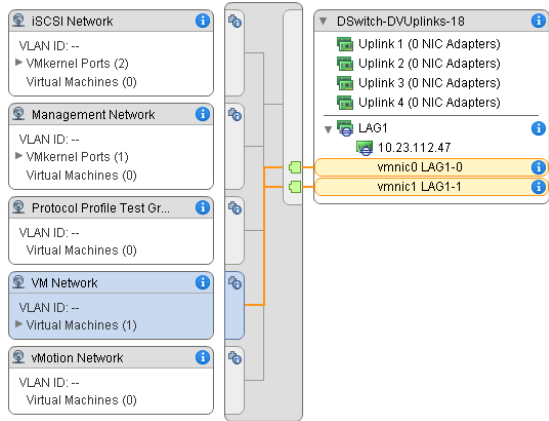 iSCSI Network
VLAN ID: --
VMkernel Ports (2)
Virtual Machines (0)
Management Network
VLAN ID: --
VMkernel Ports (1)
Virtual Machines (0)
Protocol Profile Test Gr...
VLAN ID: --
Virtual Machines (0)
VM Network
VLAN ID: --
Virtual Machines (1)
vMotion Network
VLAN ID: --
Virtual Machines (0)
DSwitch-DVUplinks-18
Uplink 1 (0 NIC Adapters)
Uplink 2 (0 NIC Adapters)
Uplink 3 (0 NIC Adapters)
Uplink 4 (0 NIC Adapters)
LAG1
10.23.112.47
vmnic0 LAG1-0
vmnic1 LAG1-1